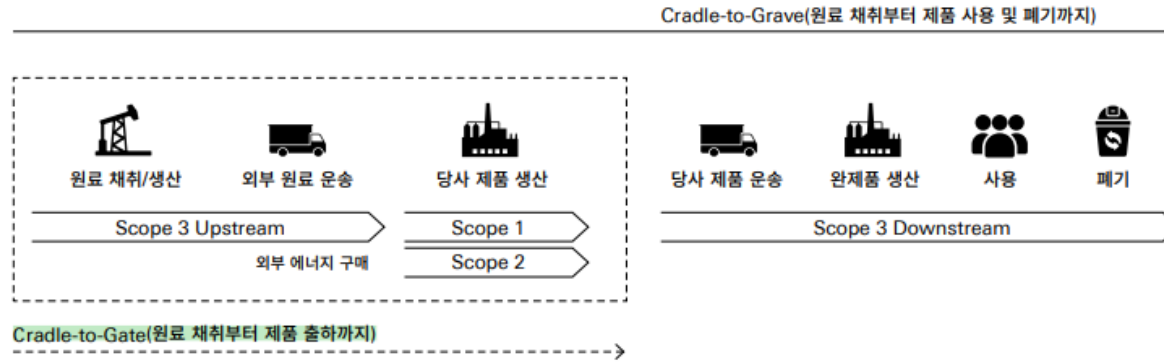 Cradle-to-Grave(원료 채취부터 제품 사용 및 폐기까지)
원료 채취/생산 외부 원료 운송 당사 제품 생산 당사 제품 운송 완제품 생산 사용 폐기
Scope 3 Upstream Scope 1 Scope 3 Downstream
외부 에너지 구매 Scope 2
Cradle-to-Gate(원료 채취부터 제품 출하까지)